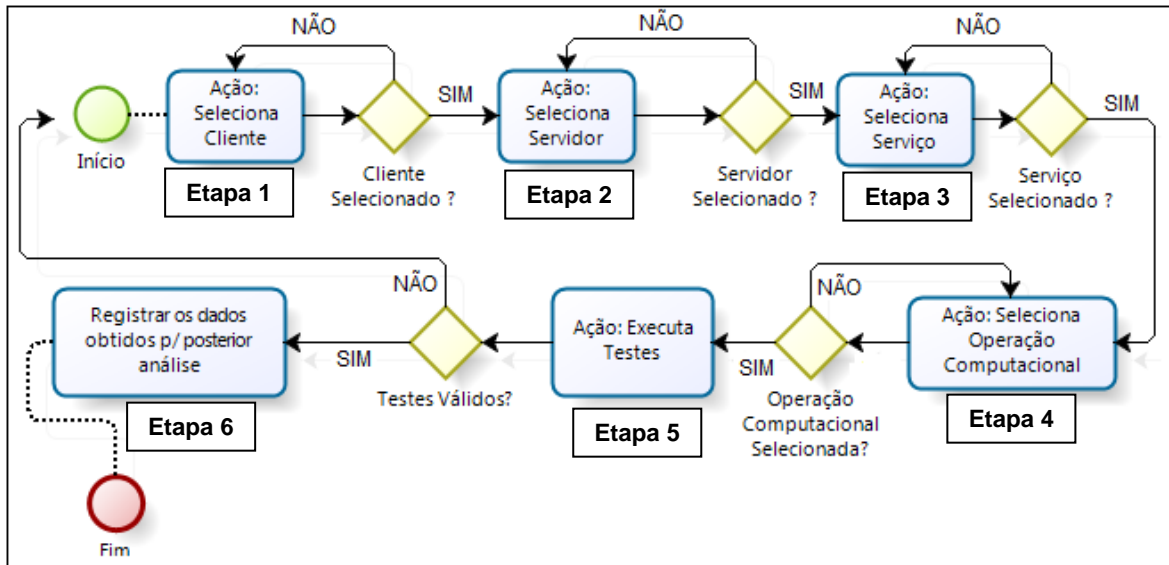 NÃO
NÃO
NÃO
Ação:
Seleciona
Cliente
SIM
Ação:
Seleciona
Servidor
SIM
Ação:
Seleciona
Serviço
SIM
Início
Etapa 1
Cliente
Selecionado ?
Etapa 2
Servidor
Selecionado ?
Etapa 3
Serviço
Selecionado ?
Registrar os dados
obtidos p/ posterior
análise
Etapa 6
NÃO
SIM
Testes Válidos?
Ação: Executa
Testes
Etapa 5
NÃO
SIM
Operação
Computacional
Selecionada?
Ação: Seleciona
Operação
Computacional
Etapa 4
Fim